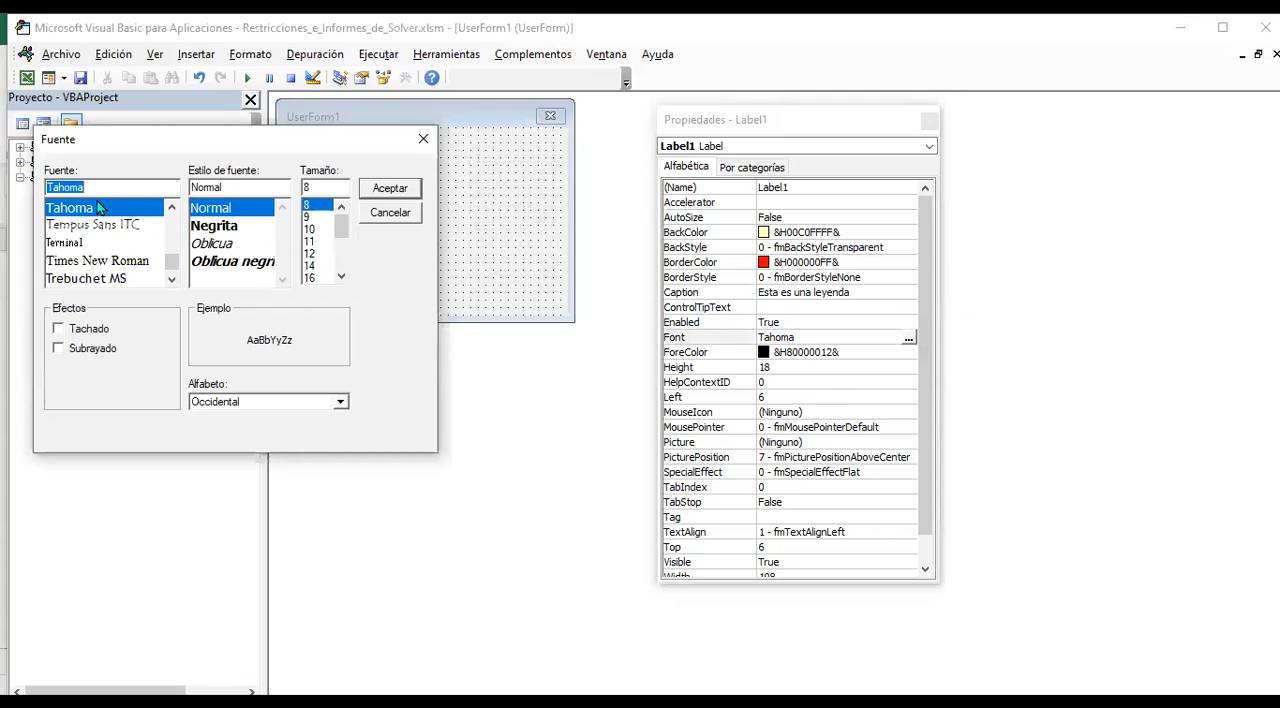 Microsoft Visual Basic para Aplicaciones - Restricciones_e_Informes_de_Solver.xlsm - [UserForm1 (UserForm)]
Archivo Edición Ver Insertar Formato Depuración Ejecutar Herramientas Complementos Ventana Ayuda
Proyecto - VBAProject
UserForm1
Fuente
Fuente: Estilo de fuente: Tamaño:
Tahoma Normal 8 Aceptar
Tahoma Normal 8
Cancelar
Tempus Sans ITC Negrita 9
10
Terminal Oblicua 11
12
Times New Roman Oblicua negri 14
Trebuchet MS 16
Efectos Ejemplo
Tachado
Subrayado
AaBbYyZz
Alfabeto:
Occidental
Propiedades - Label1
Label1 Label
Alfabética Por categorías
(Name) Label1
Accelerator
AutoSize False
BackColor &H00C0FFFF&
BackStyle 0 - fmBackStyleTransparent
BorderColor &H000000FF&
BorderStyle 0 - fmBorderStyleNone
Caption Esta es una leyenda
ControlTipText
Enabled True
Font Tahoma ...
ForeColor &H80000012&
Height 18
HelpContextID 0
Left 6
MouseIcon (Ninguno)
MousePointer 0 - fmMousePointerDefault
Picture (Ninguno)
PicturePosition 7 - fmPicturePositionAboveCenter
SpecialEffect 0 - fmSpecialEffectFlat
TabIndex 0
TabStop False
Tag
TextAlign 1 - fmTextAlignLeft
Top 6
Visible True
Width 108